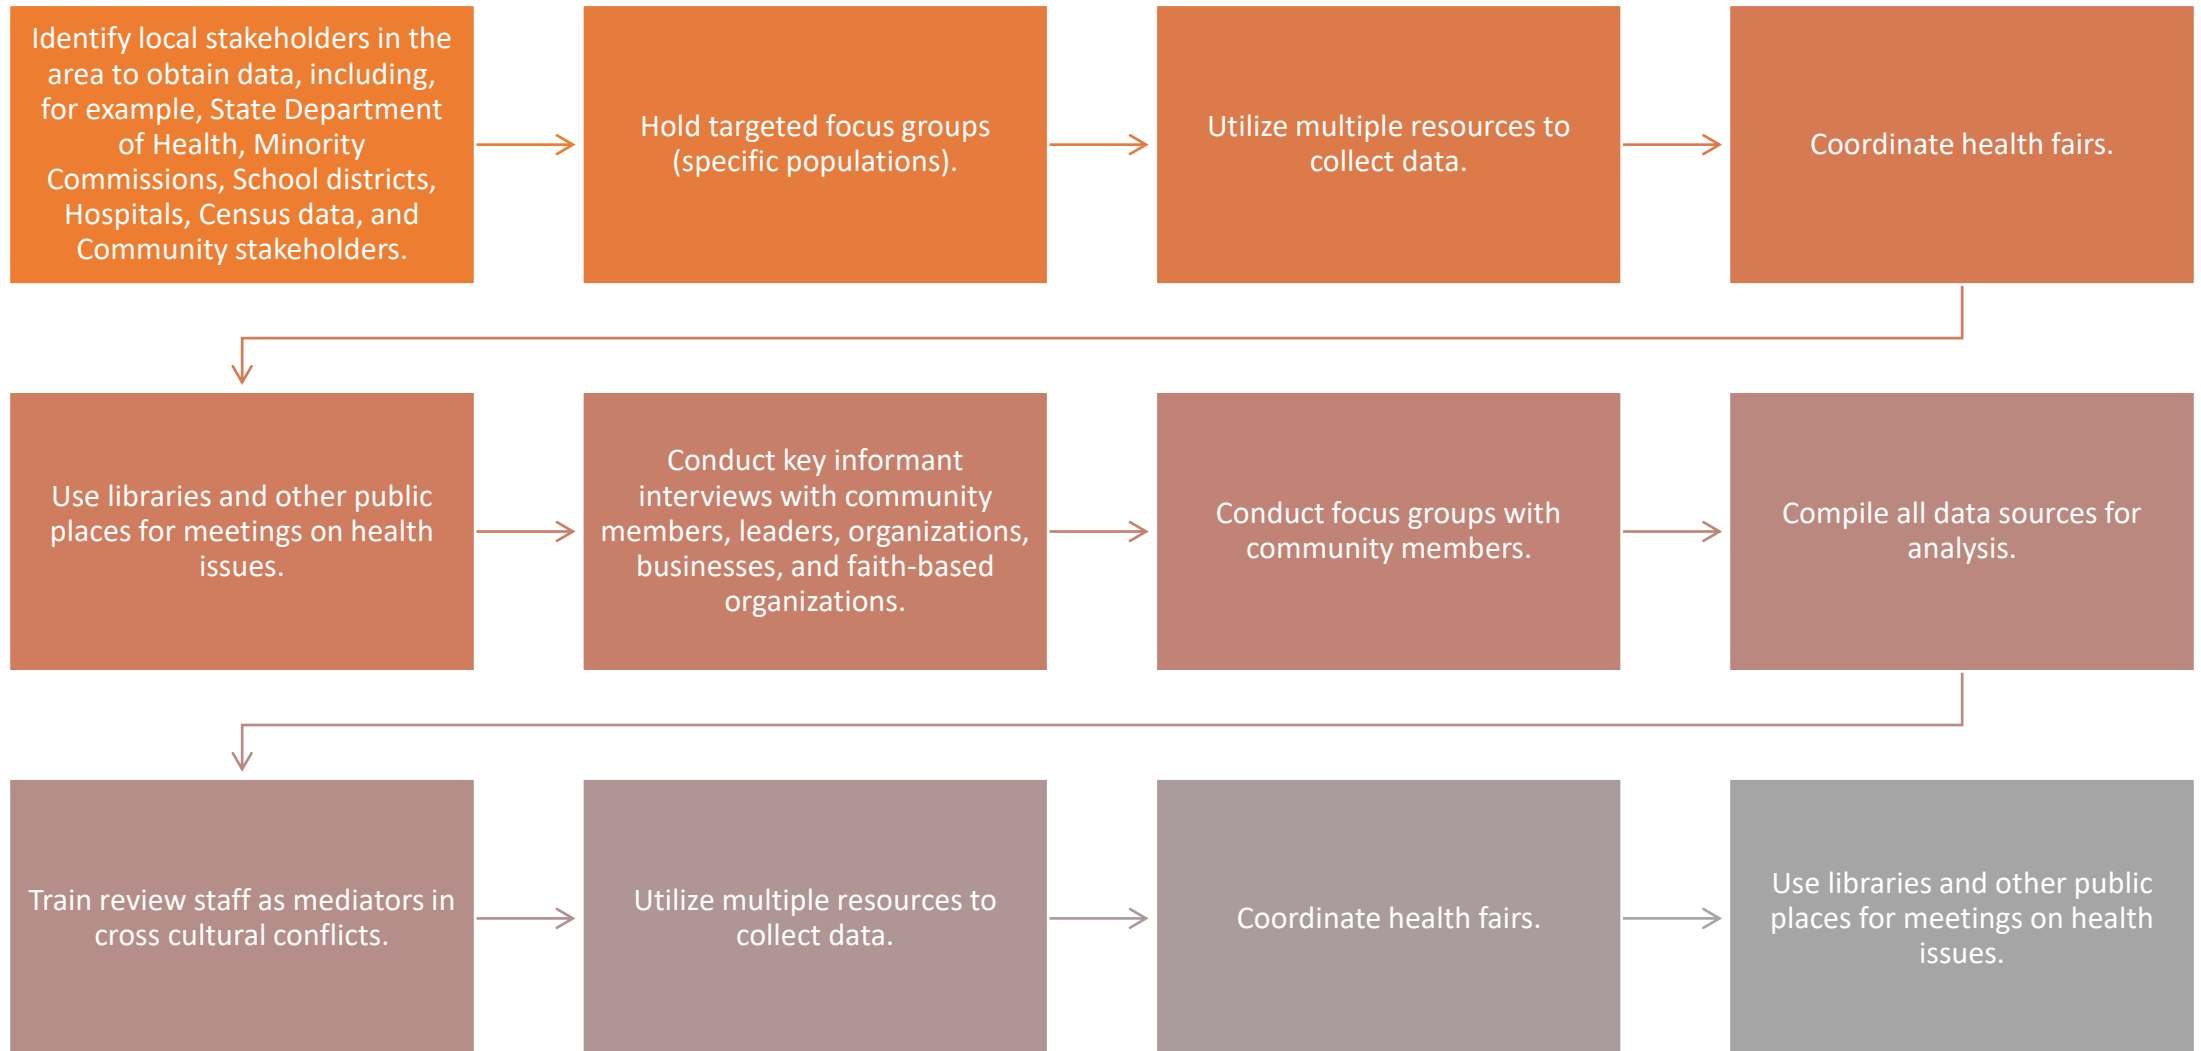 Identify local stakeholders in the
area to obtain data, including,
for example, State Department
of Health, Minority
Commissions, School districts,
Hospitals, Census data, and
Community stakeholders.
Hold targeted focus groups
(specific populations).
Utilize multiple resources to
collect data.
Coordinate health fairs.
Use libraries and other public
places for meetings on health
issues.
Conduct key informant
interviews with community
members, leaders, organizations,
businesses, and faith-based
organizations.
Conduct focus groups with
community members.
Compile all data sources for
analysis.
Train review staff as mediators in
cross cultural conflicts.
Utilize multiple resources to
collect data.
Coordinate health fairs.
Use libraries and other public
places for meetings on health
issues.